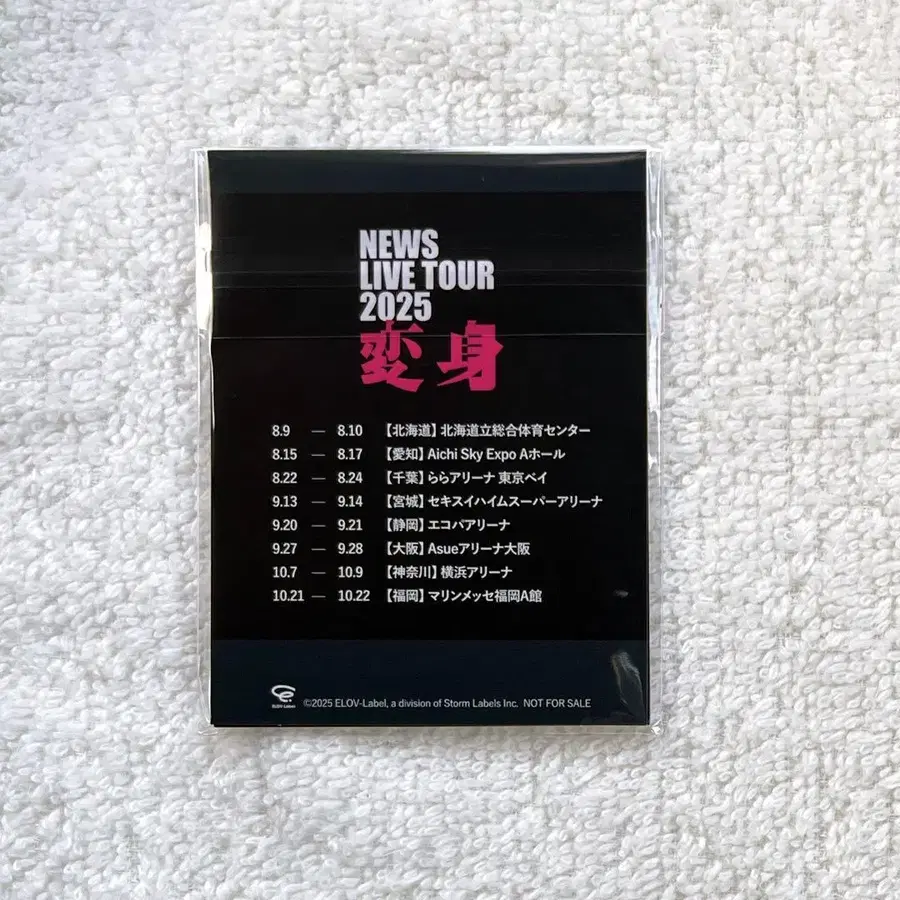 NEWS
LIVE TOUR
2025
変身
8.9 — 8.10 【北海道】北海道立総合体育センター
8.15 — 8.17 【愛知】Aichi Sky Expo Aホール
8.22 — 8.24 【千葉】ららアリーナ 東京ベイ
9.13 — 9.14 【宮城】セキスイハイムスーパーアリーナ
9.20 — 9.21 【静岡】エコパアリーナ
9.27 — 9.28 【大阪】Asueアリーナ大阪
10.7 — 10.9 【神奈川】横浜アリーナ
10.21 — 10.22 【福岡】マリンメッセ福岡A館
ELOV-Label ©2025 ELOV-Label, a division of Storm Labels Inc. NOT FOR SALE